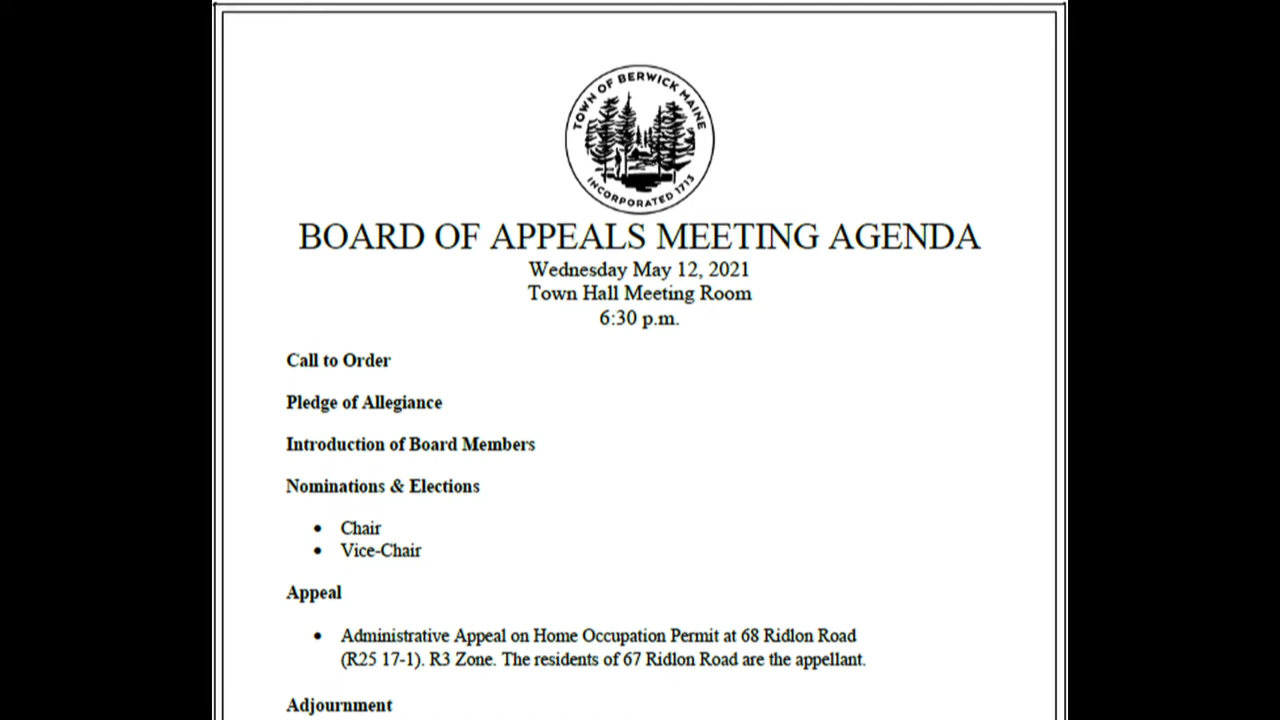 TOWN OF BERWICK MAINE
INCORPORATED 1713
BOARD OF APPEALS MEETING AGENDA
Wednesday May 12, 2021
Town Hall Meeting Room
6:30 p.m.
Call to Order
Pledge of Allegiance
Introduction of Board Members
Nominations & Elections
• Chair
• Vice-Chair
Appeal
• Administrative Appeal on Home Occupation Permit at 68 Ridlon Road
(R25 17-1). R3 Zone. The residents of 67 Ridlon Road are the appellant.
Adjournment